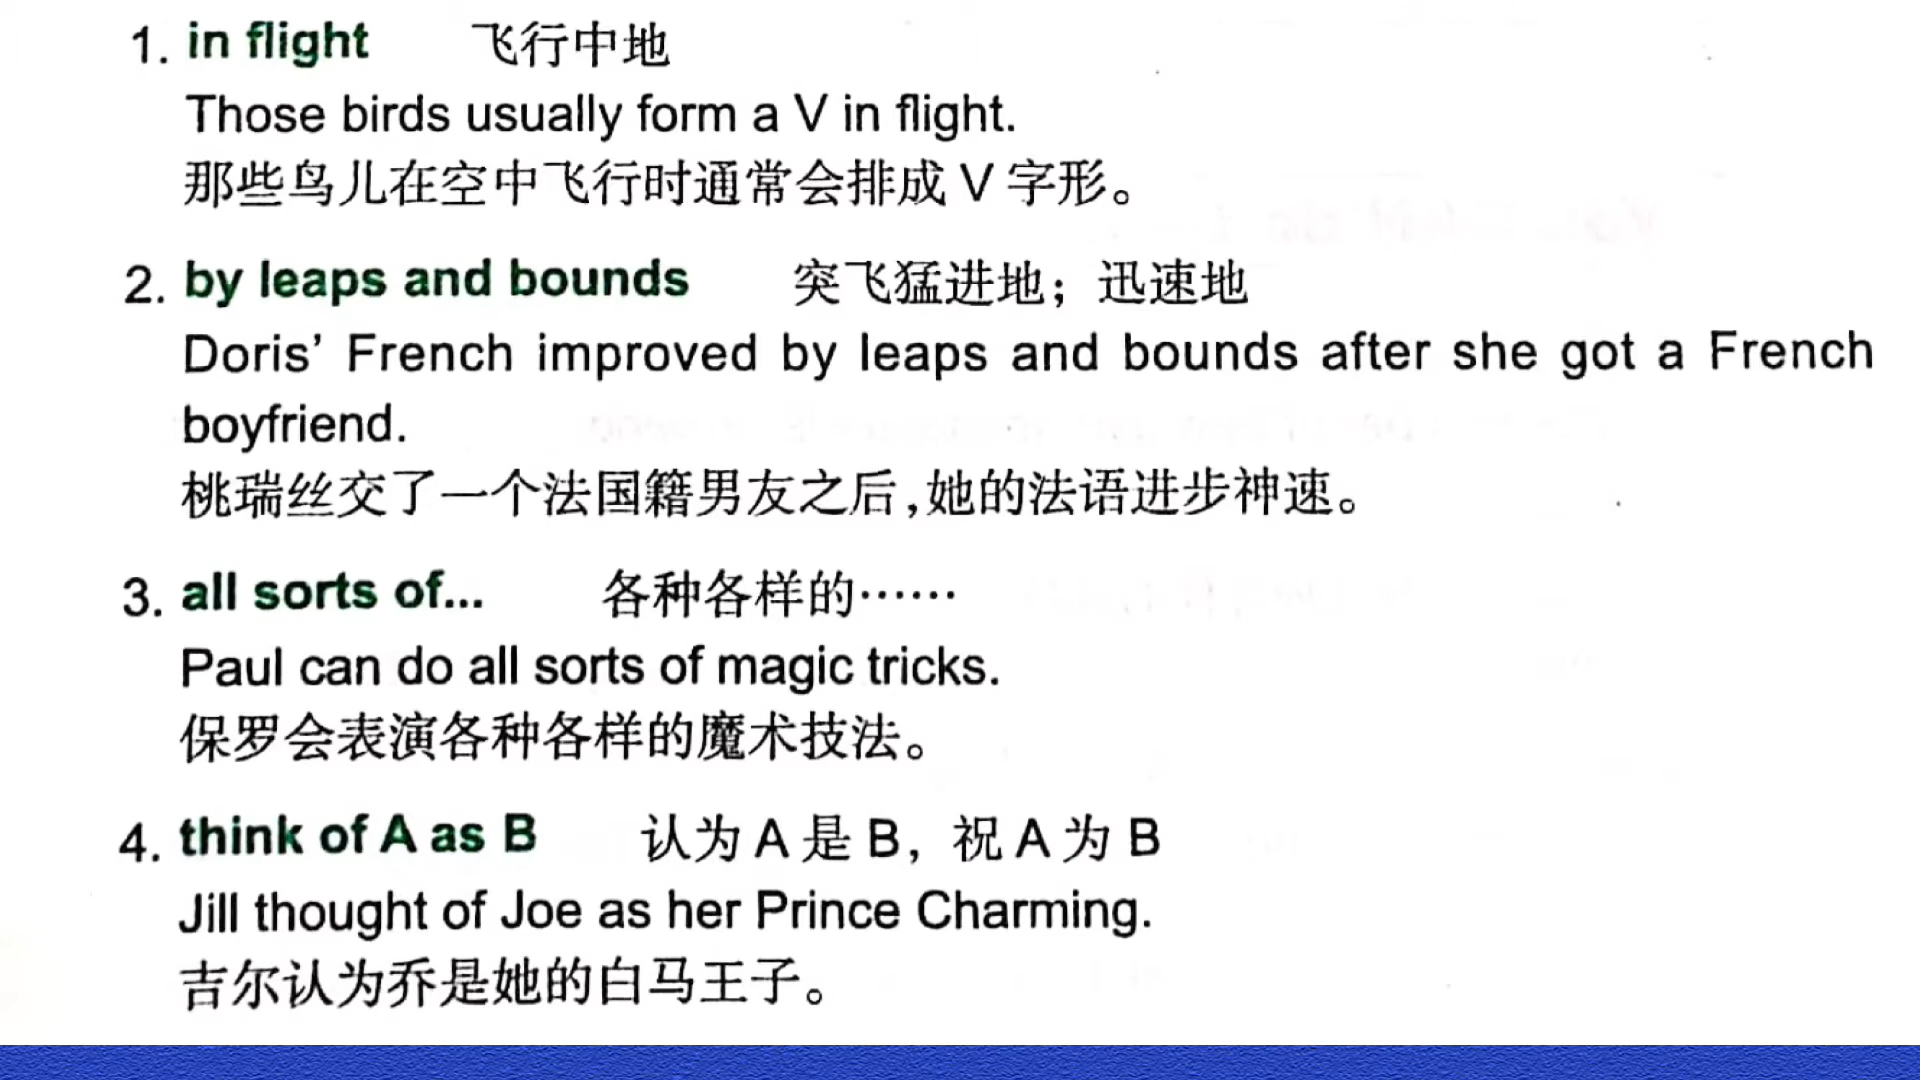 1. in flight 飞行中地
Those birds usually form a V in flight.
那些鸟儿在空中飞行时通常会排成 V 字形。
2. by leaps and bounds 突飞猛进地；迅速地
Doris' French improved by leaps and bounds after she got a French
boyfriend.
桃瑞丝交了一个法国籍男友之后,她的法语进步神速。
3. all sorts of... 各种各样的······
Paul can do all sorts of magic tricks.
保罗会表演各种各样的魔术技法。
4. think of A as B 认为 A 是 B，祝 A 为 B
Jill thought of Joe as her Prince Charming.
吉尔认为乔是她的白马王子。